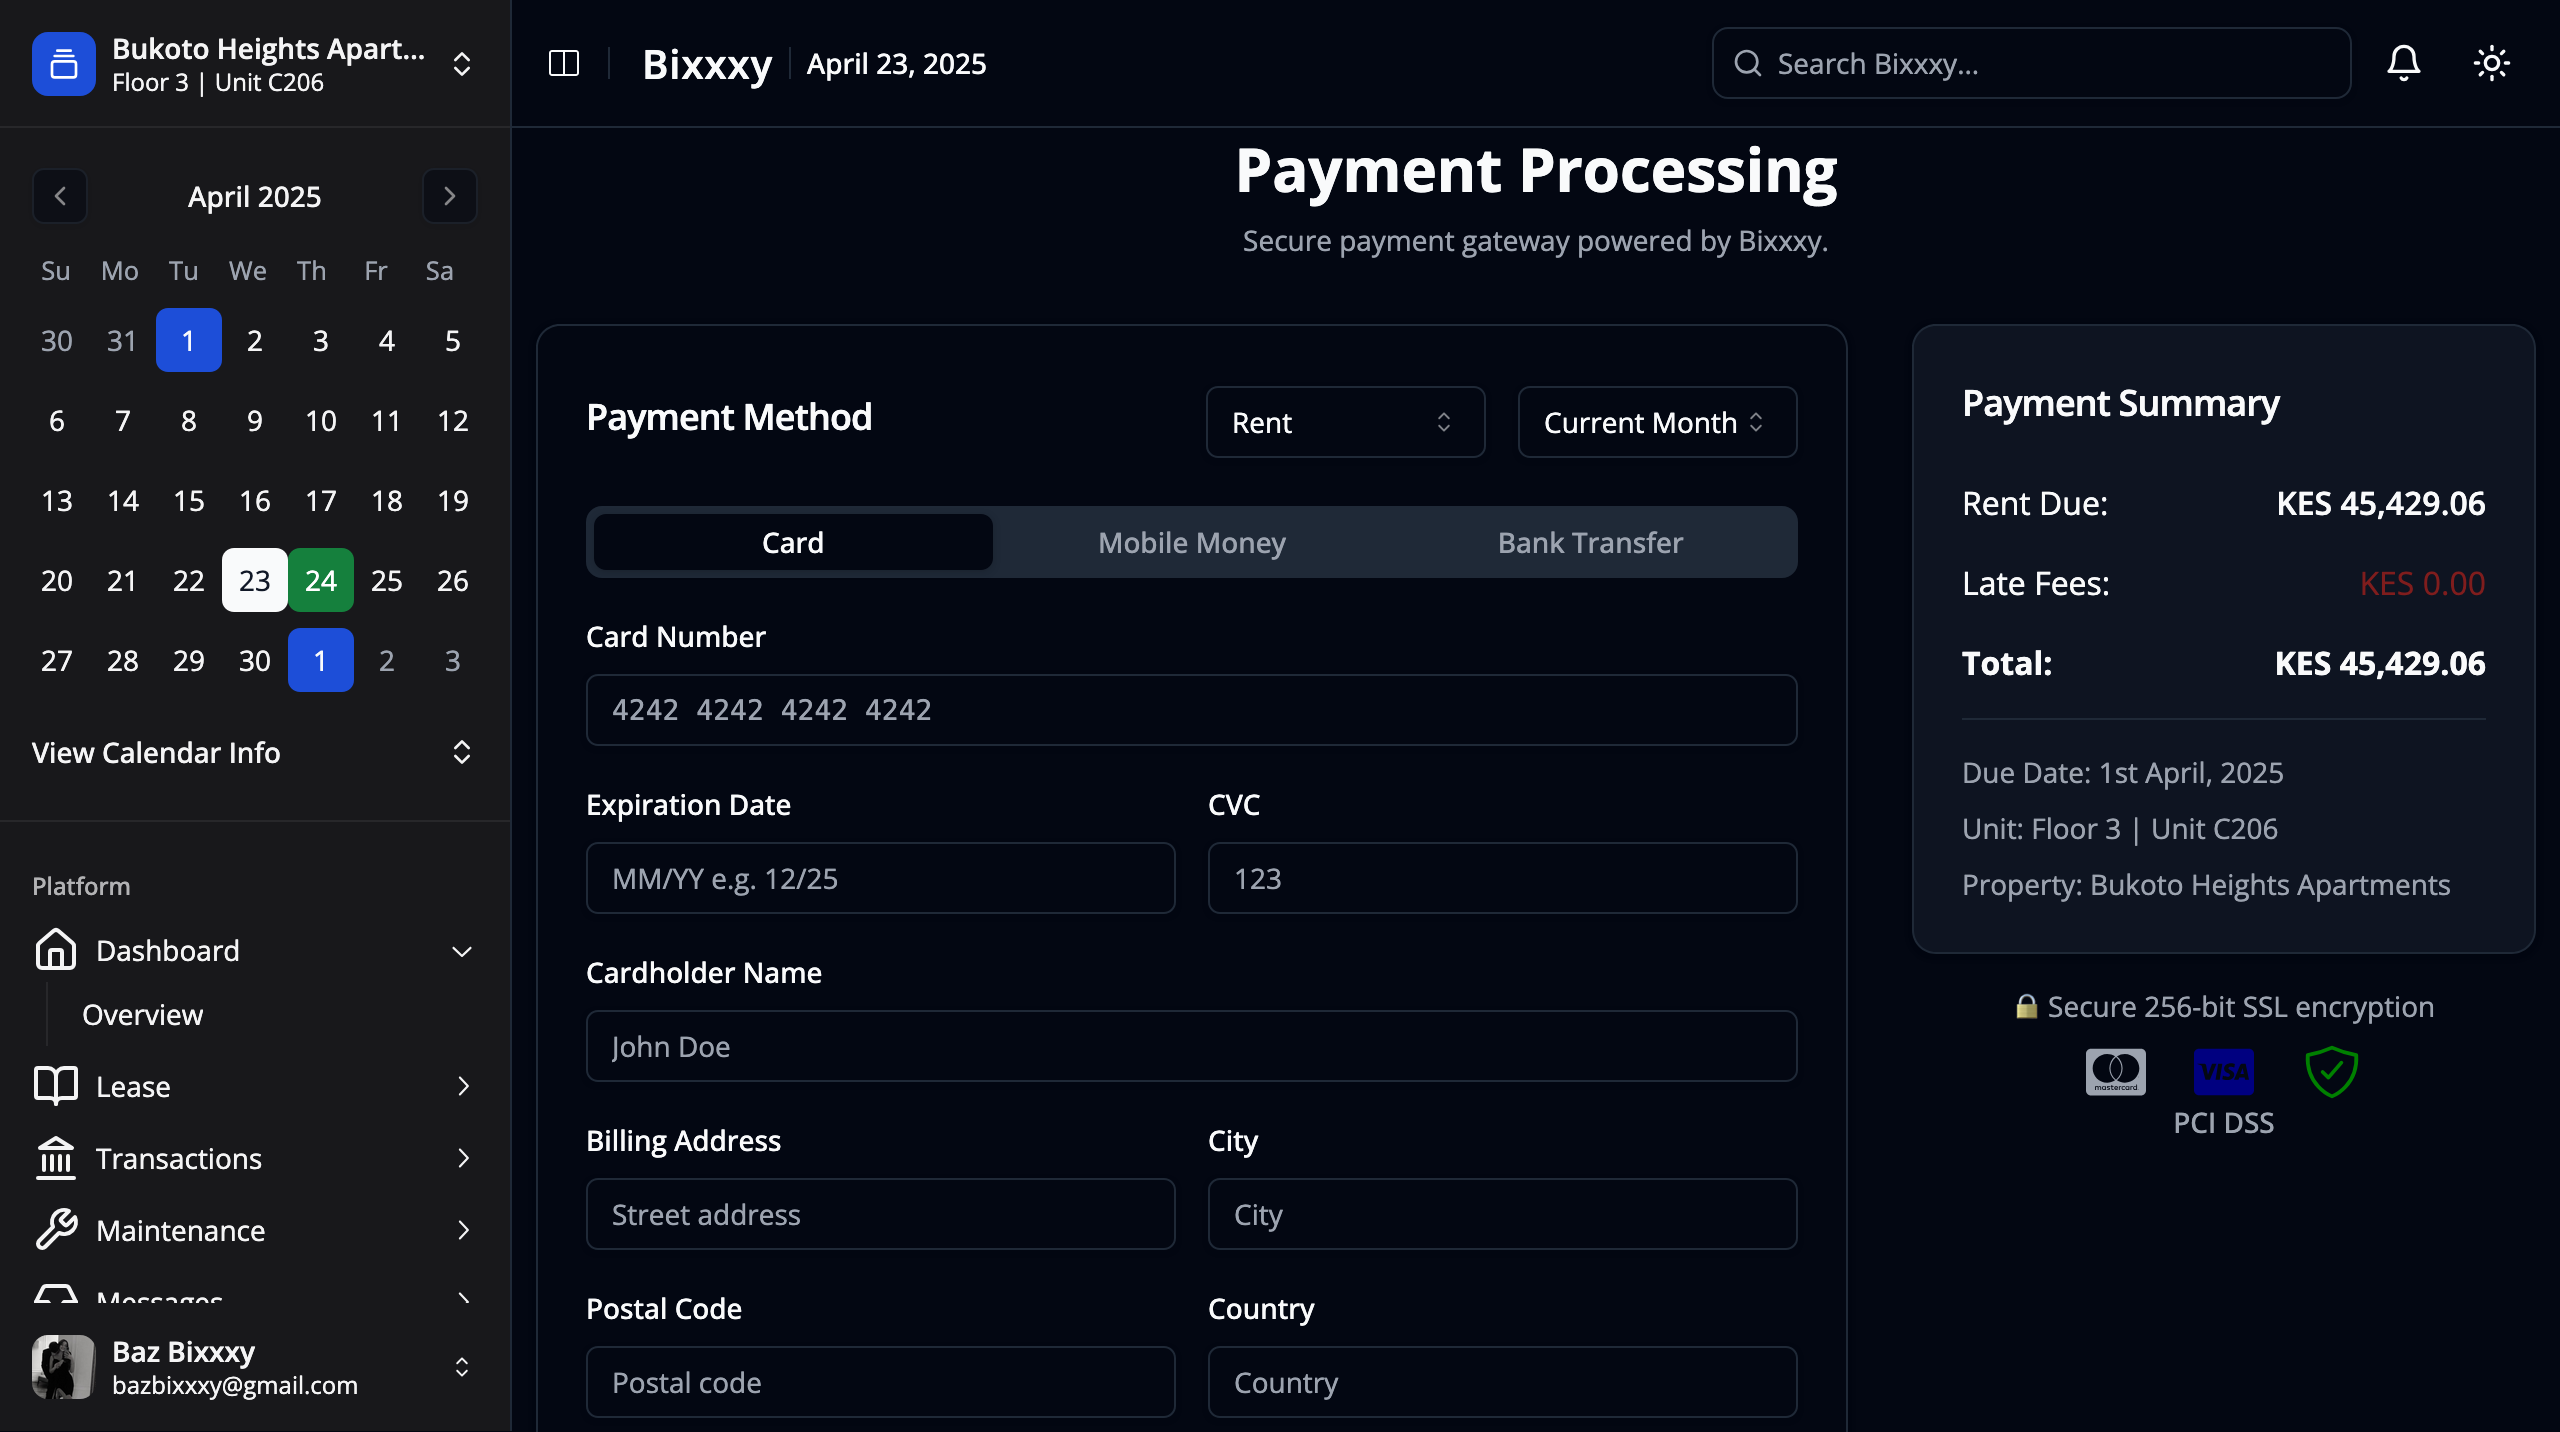 Bukoto Heights Apart...
Floor 3 | Unit C206
April 2025
Su Mo Tu We Th Fr Sa
30 31 1 2 3 4 5
6 7 8 9 10 11 12
13 14 15 16 17 18 19
20 21 22 23 24 25 26
27 28 29 30 1 2 3
View Calendar Info
Platform
Dashboard
Overview
Lease
Transactions
Maintenance
Messages
Baz Bixxxy
bazbixxxy@gmail.com
Bixxxy
April 23, 2025
Search Bixxxy...
Payment Processing
Secure payment gateway powered by Bixxxy.
Payment Method
Rent
Current Month
Card
Mobile Money
Bank Transfer
Card Number
4242 4242 4242 4242
Expiration Date
MM/YY e.g. 12/25
CVC
123
Cardholder Name
John Doe
Billing Address
Street address
City
City
Postal Code
Postal code
Country
Country
Payment Summary
Rent Due: KES 45,429.06
Late Fees: KES 0.00
Total: KES 45,429.06
Due Date: 1st April, 2025
Unit: Floor 3 | Unit C206
Property: Bukoto Heights Apartments
Secure 256-bit SSL encryption
mastercard
VISA
PCI DSS